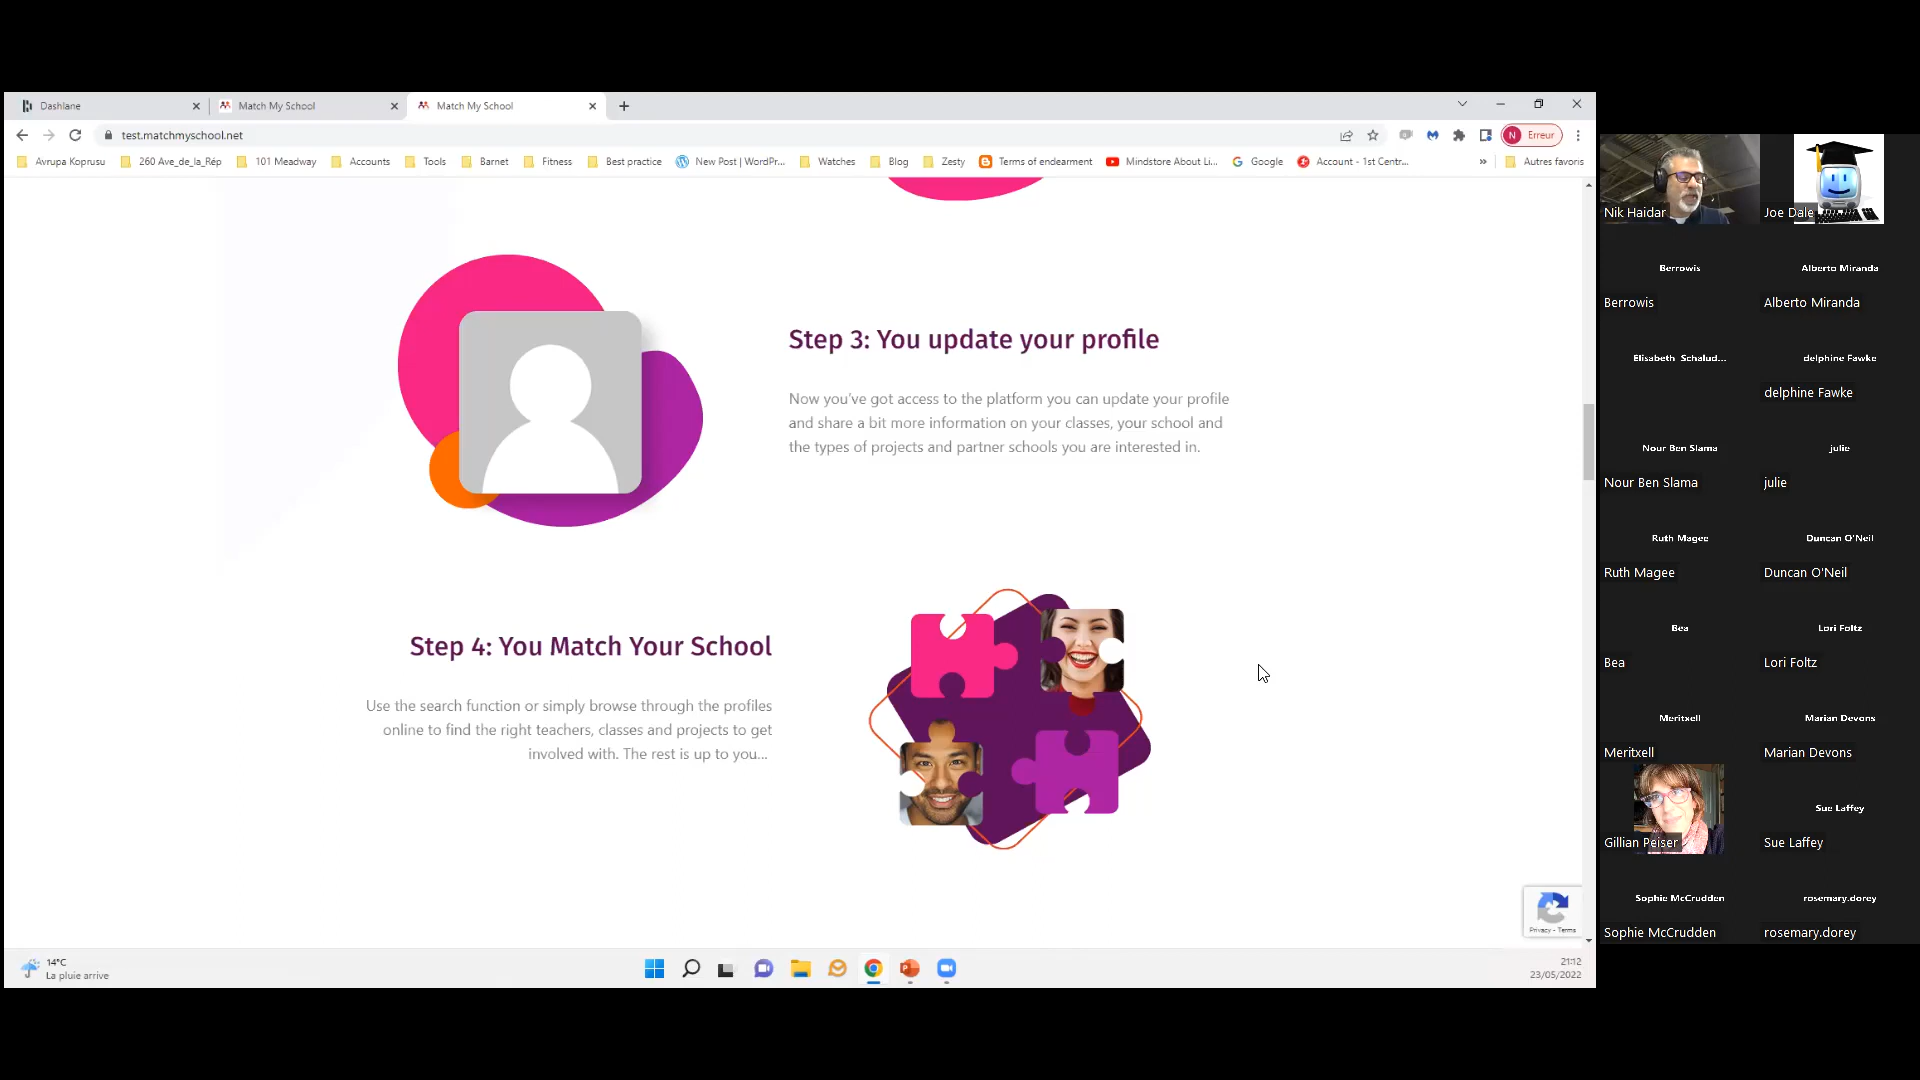 Dashlane
Match My School
Match My School
test.matchmyschool.net
N Erreur
Avrupa Koprusu
260 Ave_de_la_Rép
101 Meadway
Accounts
Tools
Barnet
Fitness
Best practice
New Post | WordPr...
Watches
Blog
Zesty
Terms of endearment
Mindstore About Li...
Google
Account - 1st Centr...
»
Autres favoris
Step 3: You update your profile
Now you've got access to the platform you can update your profile
and share a bit more information on your classes, your school and
the types of projects and partner schools you are interested in.
Step 4: You Match Your School
Use the search function or simply browse through the profiles
online to find the right teachers, classes and projects to get
involved with. The rest is up to you...
Privacy - Terms
14°C
La pluie arrive
21:12
23/05/2022
Nik Haidar
Joe Dale
Berrowis
Alberto Miranda
Berrowis
Alberto Miranda
Elisabeth Schalud...
delphine Fawke
delphine Fawke
Nour Ben Slama
julie
Nour Ben Slama
julie
Ruth Magee
Duncan O'Neil
Ruth Magee
Duncan O'Neil
Bea
Lori Foltz
Bea
Lori Foltz
Meritxell
Marian Devons
Meritxell
Marian Devons
Sue Laffey
Gillian Peiser
Sue Laffey
Sophie McCrudden
rosemary.dorey
Sophie McCrudden
rosemary.dorey